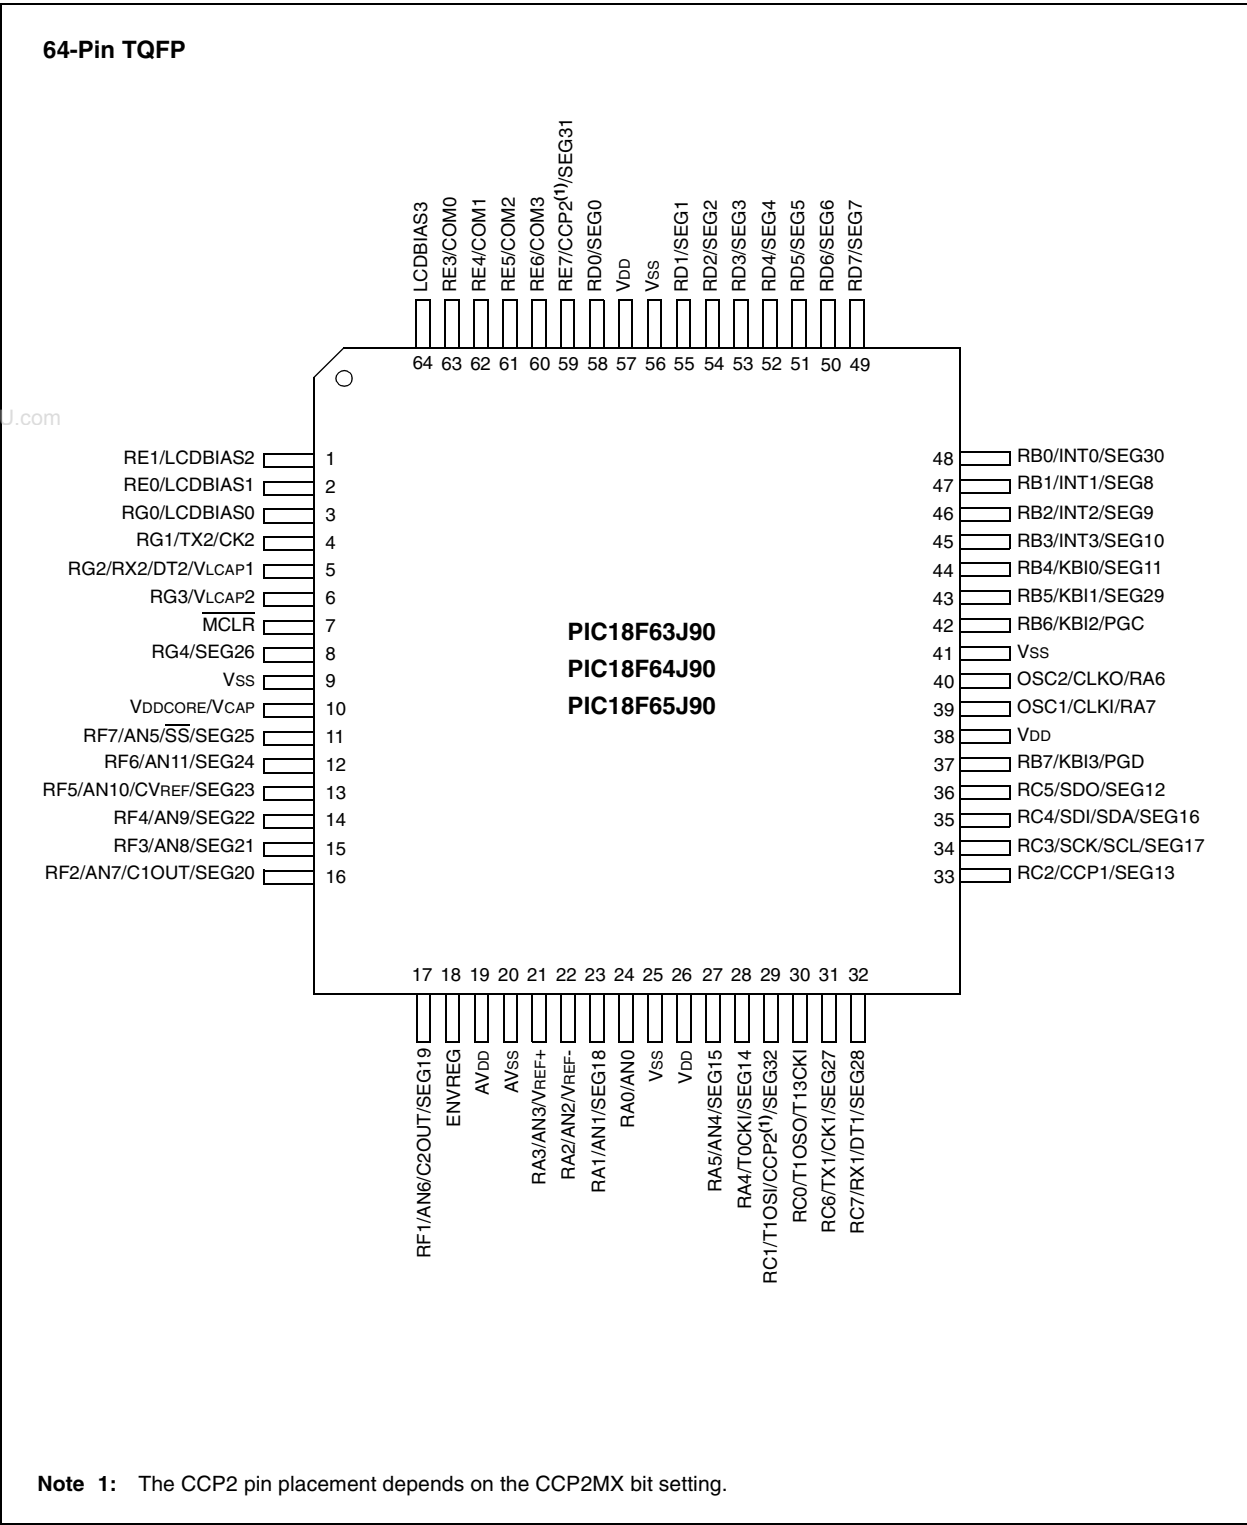 64-Pin TQFP
LCDBIAS3
RE3/COM0
RE4/COM1
RE5/COM2
RE6/COM3
RE7/CCP2(1)/SEG31
RD0/SEG0
VDD
VSS
RD1/SEG1
RD2/SEG2
RD3/SEG3
RD4/SEG4
RD5/SEG5
RD6/SEG6
RD7/SEG7
64 63 62 61 60 59 58 57 56 55 54 53 52 51 50 49
U.com
RE1/LCDBIAS2 1
RE0/LCDBIAS1 2
RG0/LCDBIAS0 3
RG1/TX2/CK2 4
RG2/RX2/DT2/VLCAP1 5
RG3/VLCAP2 6
MCLR 7
RG4/SEG26 8
VSS 9
VDDCORE/VCAP 10
RF7/AN5/SS/SEG25 11
RF6/AN11/SEG24 12
RF5/AN10/CVREF/SEG23 13
RF4/AN9/SEG22 14
RF3/AN8/SEG21 15
RF2/AN7/C1OUT/SEG20 16
PIC18F63J90
PIC18F64J90
PIC18F65J90
48 RB0/INT0/SEG30
47 RB1/INT1/SEG8
46 RB2/INT2/SEG9
45 RB3/INT3/SEG10
44 RB4/KBI0/SEG11
43 RB5/KBI1/SEG29
42 RB6/KBI2/PGC
41 VSS
40 OSC2/CLKO/RA6
39 OSC1/CLKI/RA7
38 VDD
37 RB7/KBI3/PGD
36 RC5/SDO/SEG12
35 RC4/SDI/SDA/SEG16
34 RC3/SCK/SCL/SEG17
33 RC2/CCP1/SEG13
17 18 19 20 21 22 23 24 25 26 27 28 29 30 31 32
RF1/AN6/C2OUT/SEG19
ENVREG
AVDD
AVSS
RA3/AN3/VREF+
RA2/AN2/VREF-
RA1/AN1/SEG18
RA0/AN0
VSS
VDD
RA5/AN4/SEG15
RA4/T0CKI/SEG14
RC1/T1OSI/CCP2(1)/SEG32
RC0/T1OSO/T13CKI
RC6/TX1/CK1/SEG27
RC7/RX1/DT1/SEG28
Note 1: The CCP2 pin placement depends on the CCP2MX bit setting.